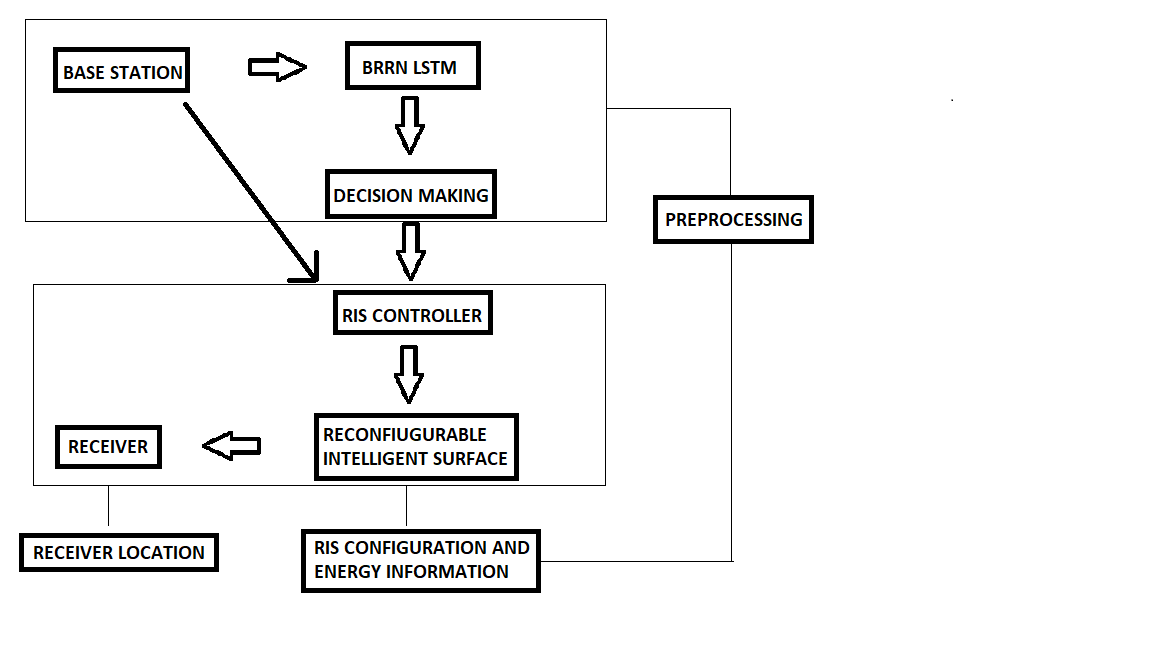 BASE STATION
BRRN LSTM
DECISION MAKING
PREPROCESSING
RIS CONTROLLER
RECONFIUGURABLE
INTELLIGENT SURFACE
RECEIVER
RECEIVER LOCATION
RIS CONFIGURATION AND
ENERGY INFORMATION